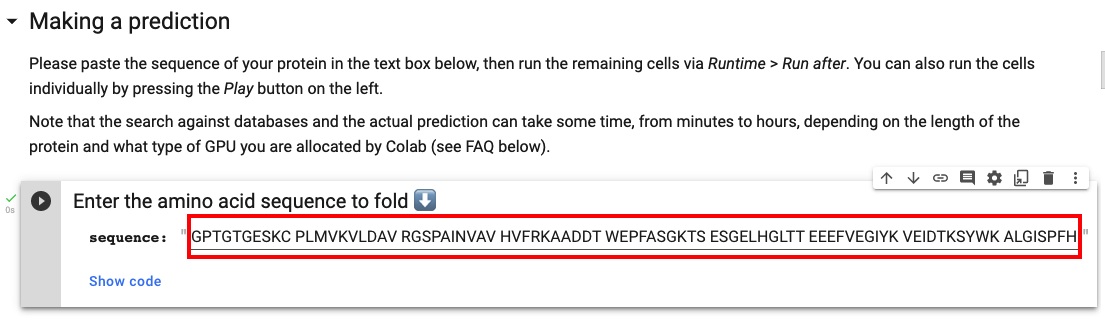 Making a prediction
Please paste the sequence of your protein in the text box below, then run the remaining cells via Runtime > Run after. You can also run the cells
individually by pressing the Play button on the left.
Note that the search against databases and the actual prediction can take some time, from minutes to hours, depending on the length of the
protein and what type of GPU you are allocated by Colab (see FAQ below).
Enter the amino acid sequence to fold
0s
sequence: "GPTGTGESKC PLMVKVLDAV RGSPAINVAV HVFRKAADDT WEPFASGKTS ESGELHGLTT EEEFVEGIYK VEIDTKSYWK ALGISPFH"
Show code